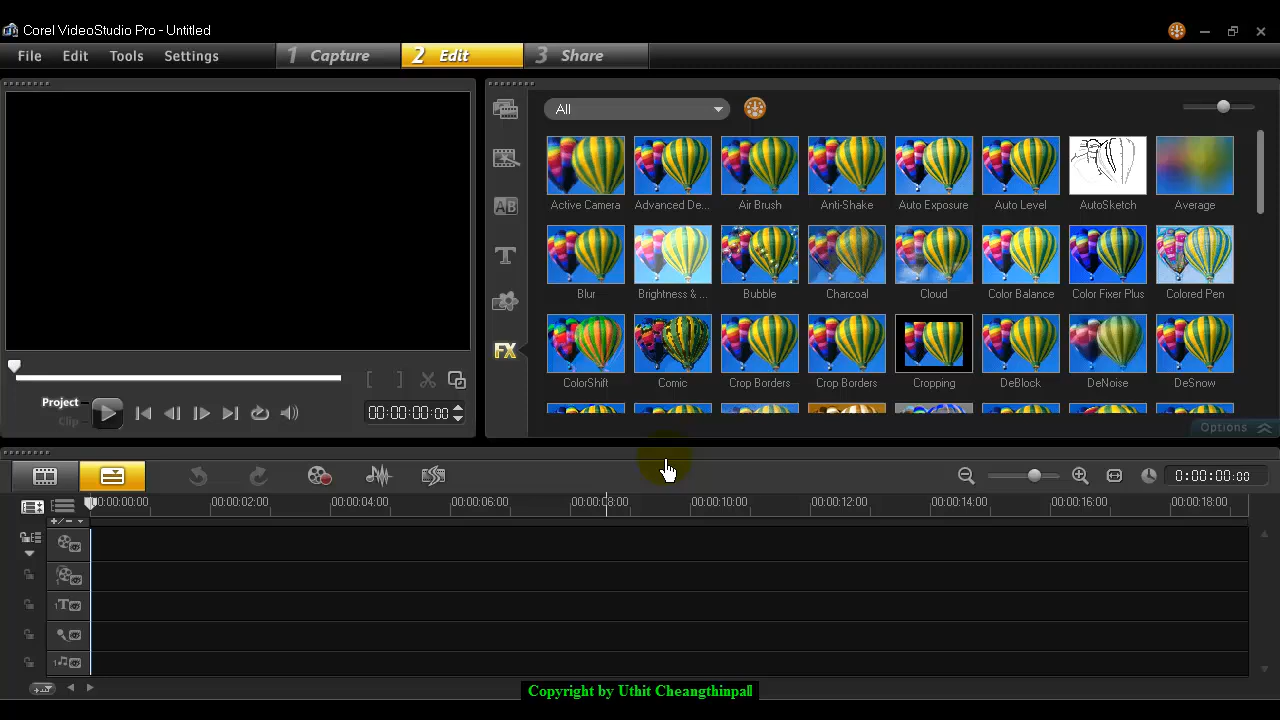 Corel VideoStudio Pro - Untitled
File Edit Tools Settings 1 Capture 2 Edit 3 Share
All
Active Camera Advanced De... Air Brush Anti-Shake Auto Exposure Auto Level AutoSketch Average
Blur Brightness & ... Bubble Charcoal Cloud Color Balance Color Fixer Plus Colored Pen
ColorShift Comic Crop Borders Crop Borders Cropping DeBlock DeNoise DeSnow
AB
T
FX
Project
Clip
[ ]
00:00:00:00
Options
0:00:00:00
00:00:00:00 00:00:02:00 00:00:04:00 00:00:06:00 00:00:08:00 00:00:10:00 00:00:12:00 00:00:14:00 00:00:16:00 00:00:18:00
+/-
1T
1
Copyright by Uthit Cheangthinpall